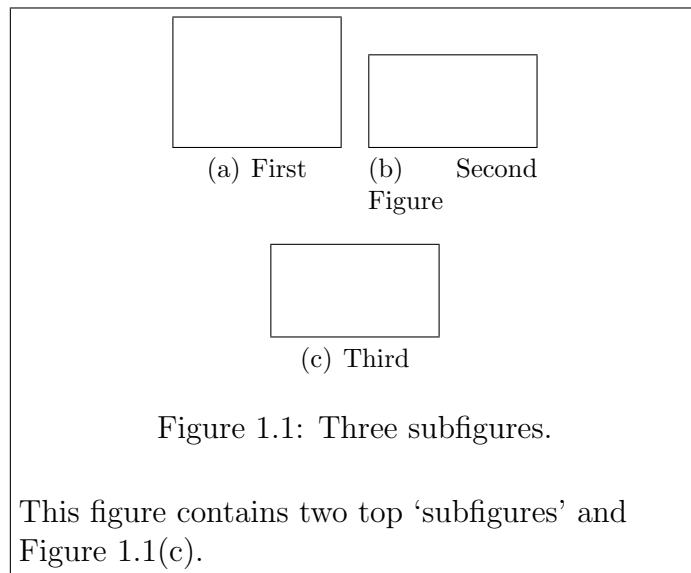 (a) First
(b) Second
Figure
(c) Third
Figure 1.1: Three subfigures.
This figure contains two top ‘subfigures’ and
Figure 1.1(c).